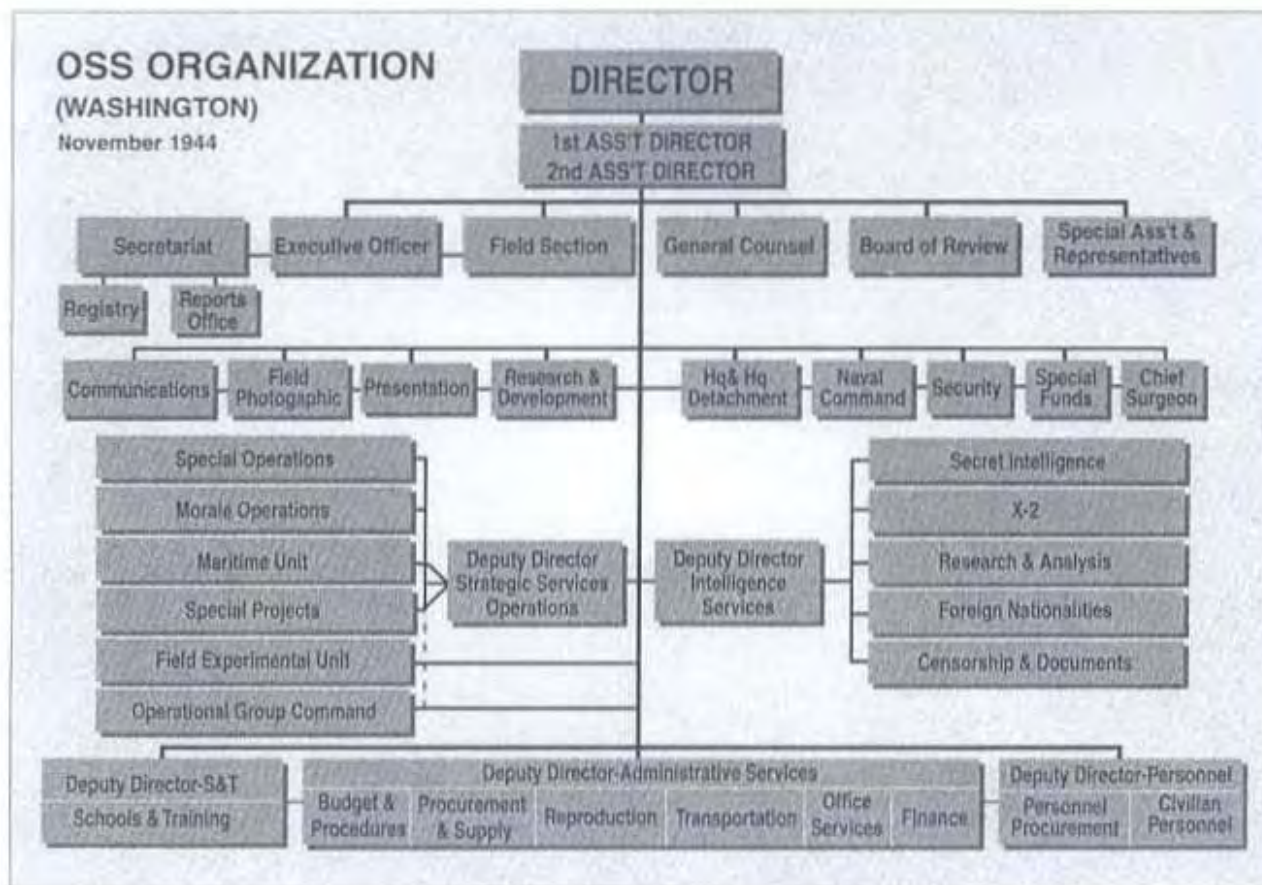 OSS ORGANIZATION
(WASHINGTON)
November 1944
DIRECTOR
1st ASS'T DIRECTOR
2nd ASS'T DIRECTOR
Secretariat
Executive Officer
Field Section
General Counsel
Board of Review
Special Ass't &
Representatives
Registry
Reports
Office
Communications
Field
Photogaphic
Presentation
Research &
Development
Hq& Hq
Detachment
Naval
Command
Security
Special
Funds
Chief
Surgeon
Special Operations
Morale Operations
Maritime Unit
Special Projects
Field Experimental Unit
Operational Group Command
Deputy Director
Strategic Services
Operations
Deputy Director
Intelligence
Services
Secret Intelligence
X-2
Research & Analysis
Foreign Nationalities
Censorship & Documents
Deputy Director-S&T
Schools & Training
Deputy Director-Administrative Services
Budget &
Procedures
Procurement
& Supply
Reproduction
Transportation
Office
Services
Finance
Deputy Director-Personnel
Personnel
Procurement
Civilian
Personnel